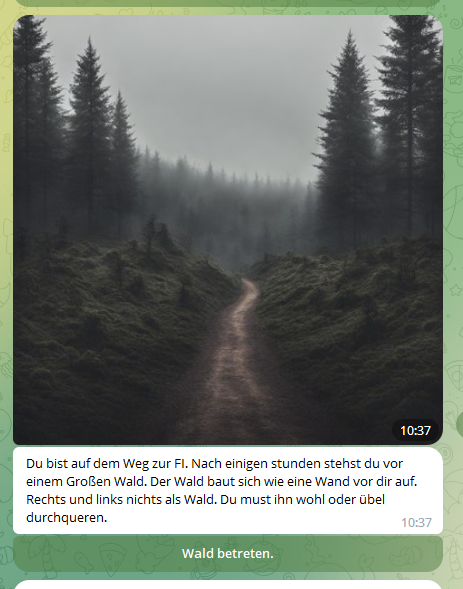 10:37
Du bist auf dem Weg zur FI. Nach einigen stunden stehst du vor
einem Großen Wald. Der Wald baut sich wie eine Wand vor dir auf.
Rechts und links nichts als Wald. Du must ihn wohl oder übel
durchqueren.
10:37
Wald betreten.